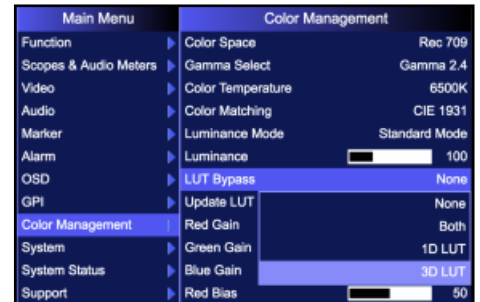 Main Menu
Color Management
Function
Color Space Rec 709
Scopes & Audio Meters
Gamma Select Gamma 2.4
Video
Color Temperature 6500K
Audio
Color Matching CIE 1931
Marker
Luminance Mode Standard Mode
Alarm
Luminance 100
OSD
LUT Bypass None
GPI
Update LUT None
Color Management
Red Gain Both
System
Green Gain 1D LUT
System Status
Blue Gain 3D LUT
Support
Red Bias 50